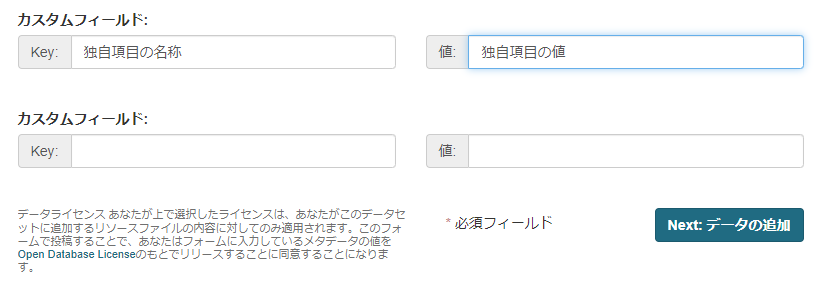 カスタムフィールド:
Key: 独自項目の名称 値: 独自項目の値
カスタムフィールド:
Key: 値:
データライセンス あなたが上で選択したライセンスは、あなたがこのデータセ
ットに追加するリソースファイルの内容に対してのみ適用されます。このフォ
ームで投稿することで、あなたはフォームに入力しているメタデータの値を
Open Database Licenseのもとでリリースすることに同意することになりま
す。
* 必須フィールド
Next: データの追加